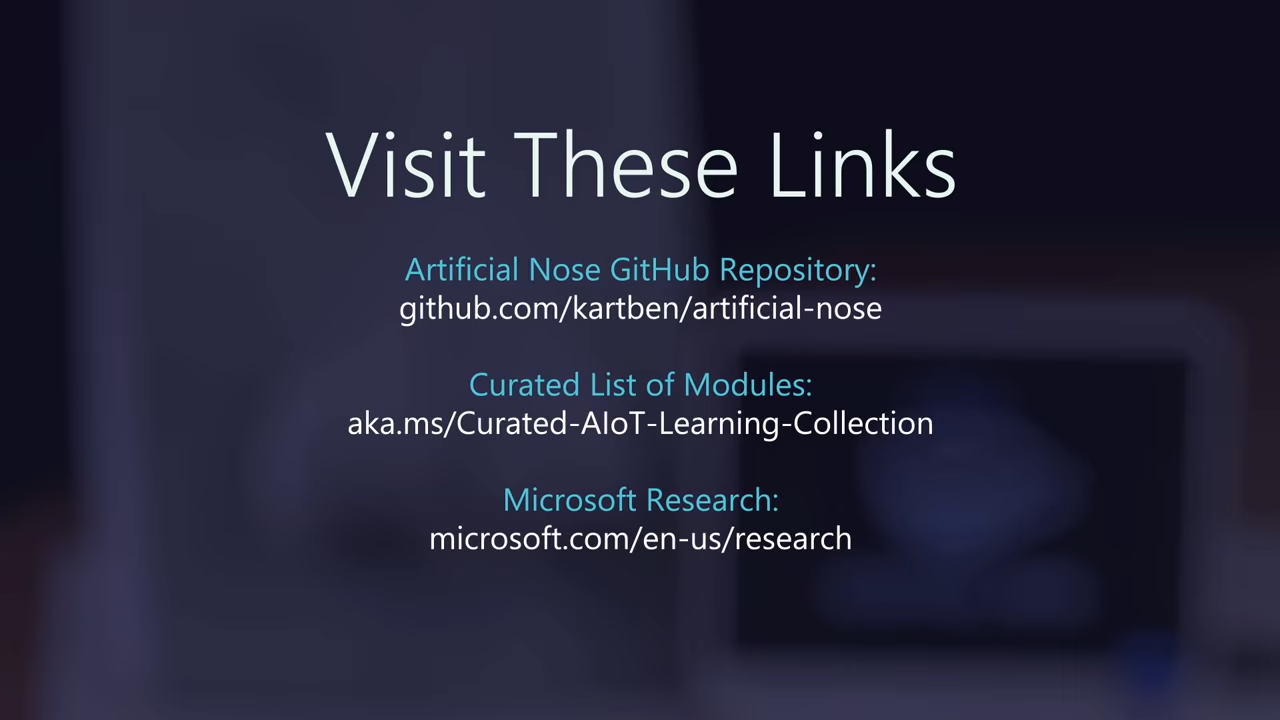 Visit These Links
Artificial Nose GitHub Repository:
github.com/kartben/artificial-nose
Curated List of Modules:
aka.ms/Curated-AIoT-Learning-Collection
Microsoft Research:
microsoft.com/en-us/research